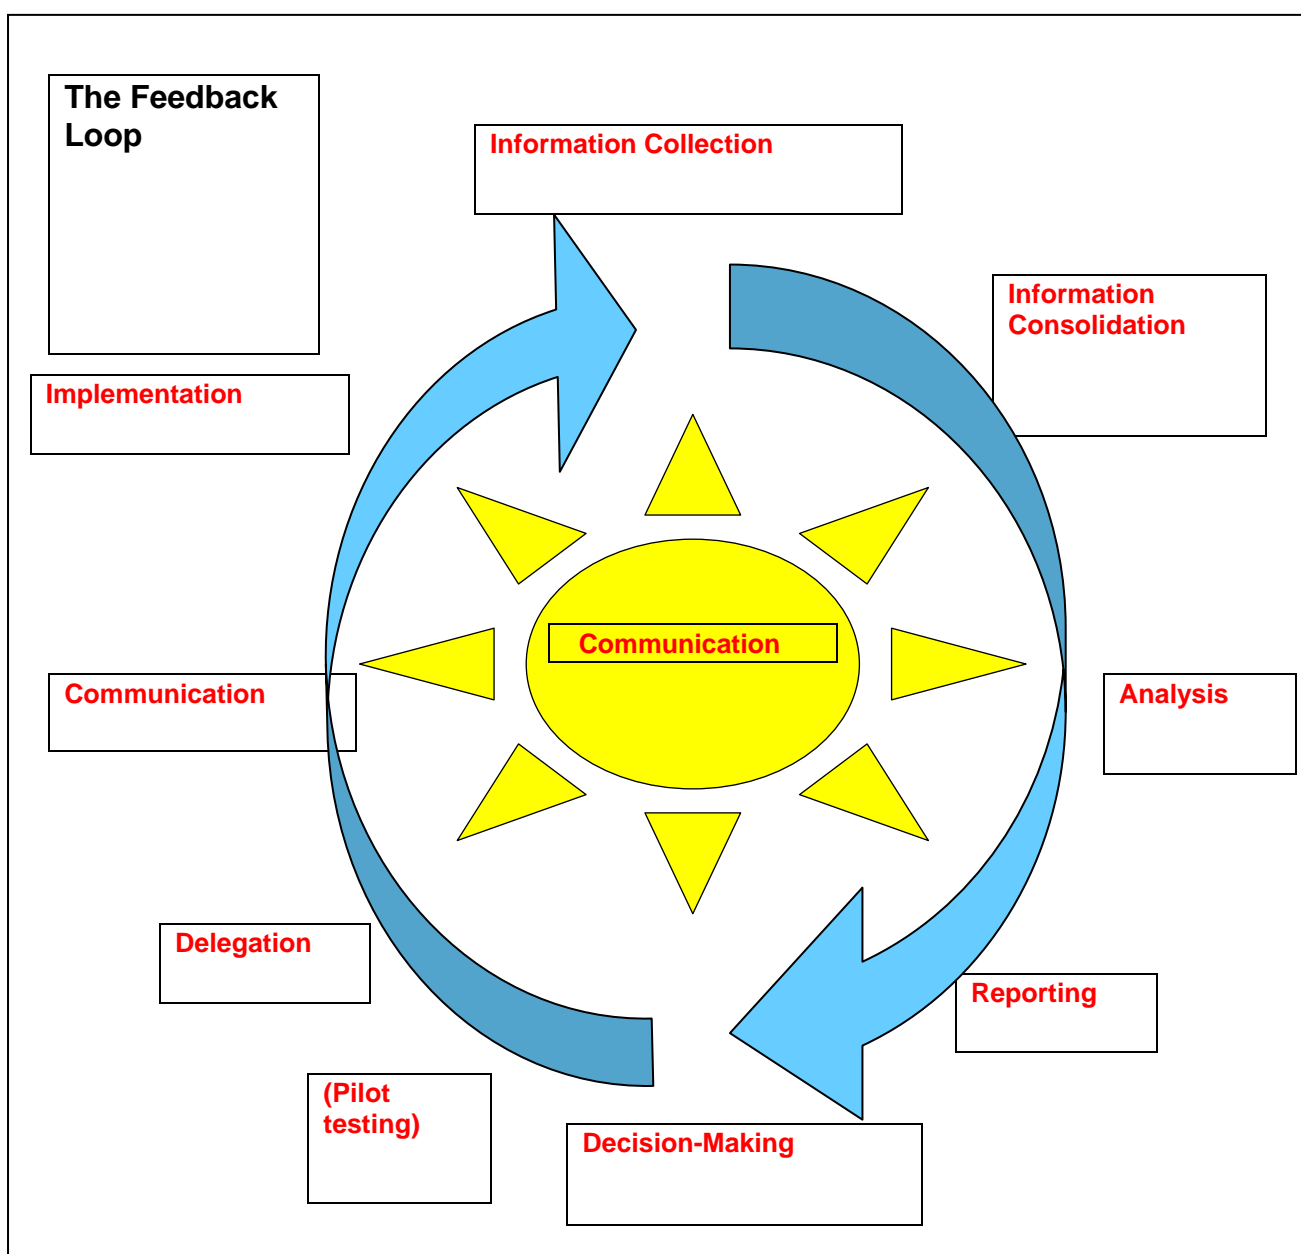 The Feedback
Loop
Information Collection
Information
Consolidation
Implementation
Communication
Communication
Analysis
Delegation
Reporting
(Pilot
testing)
Decision-Making